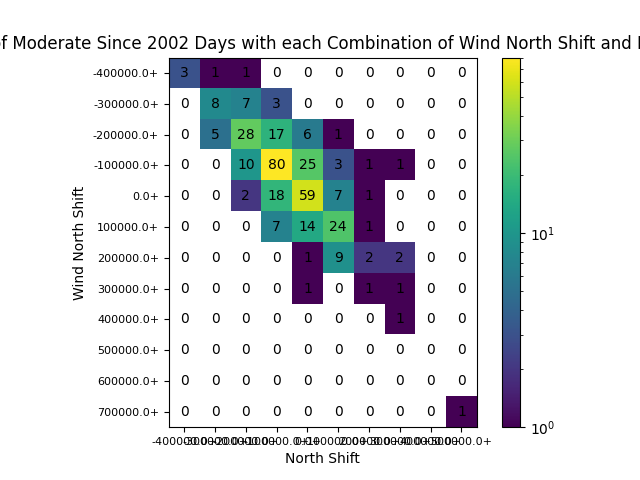 of Moderate Since 2002 Days with each Combination of Wind North Shift and
-400000.0+ 3 1 1 0 0 0 0 0 0 0
-300000.0+ 0 8 7 3 0 0 0 0 0 0
-200000.0+ 0 5 28 17 6 1 0 0 0 0
-100000.0+ 0 0 10 80 25 3 1 1 0 0
0.0+ 0 0 2 18 59 7 1 0 0 0
100000.0+ 0 0 0 7 14 24 1 0 0 0
200000.0+ 0 0 0 0 1 9 2 2 0 0
300000.0+ 0 0 0 0 1 0 1 1 0 0
400000.0+ 0 0 0 0 0 0 0 1 0 0
500000.0+ 0 0 0 0 0 0 0 0 0 0
600000.0+ 0 0 0 0 0 0 0 0 0 0
700000.0+ 0 0 0 0 0 0 0 0 0 1
Wind North Shift
North Shift
10¹
10⁰